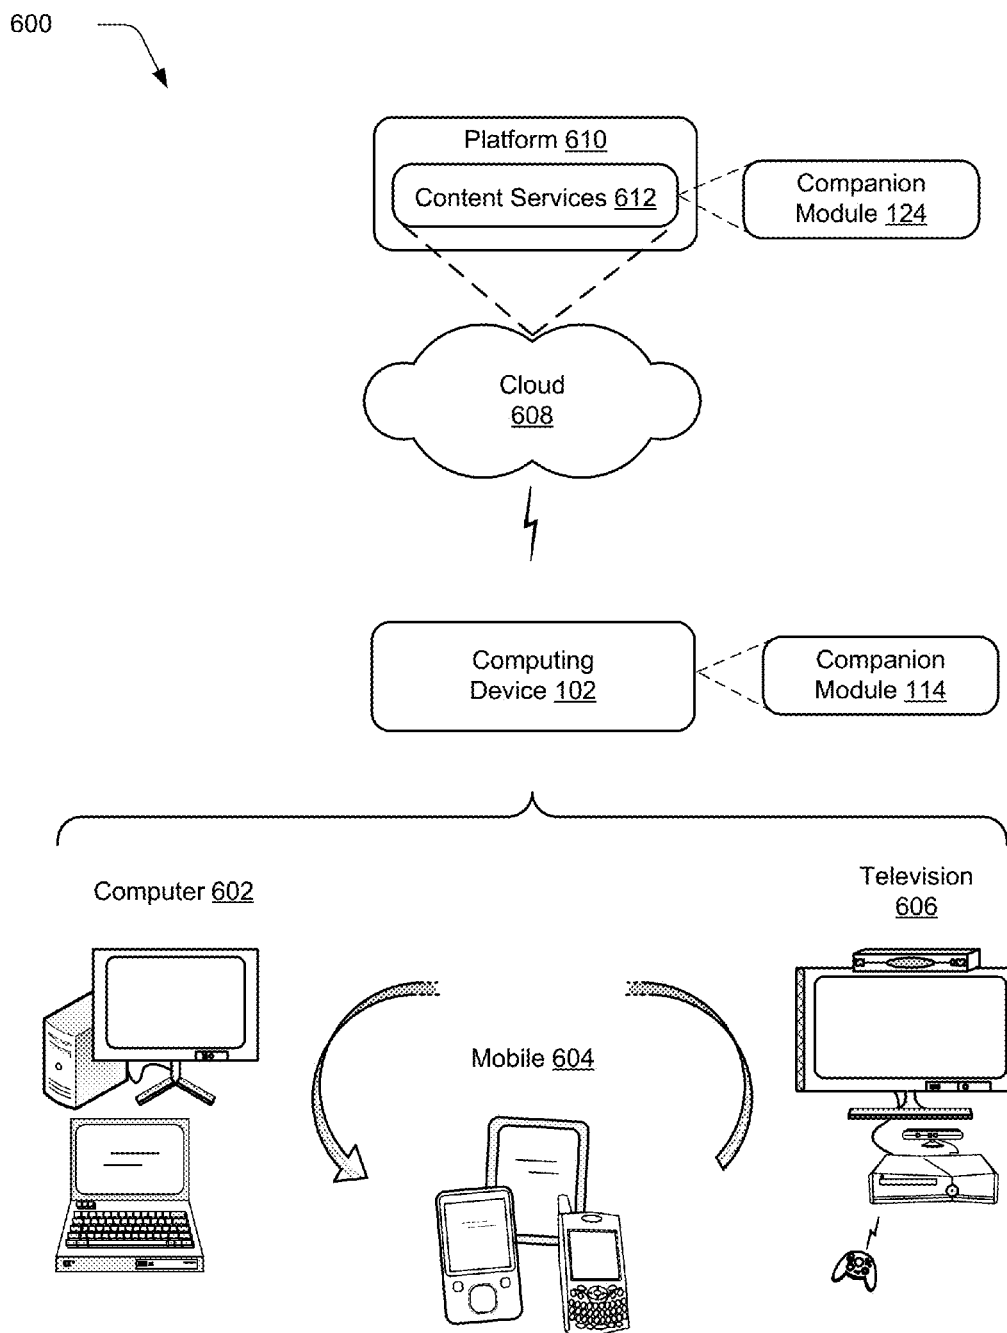 600
Platform 610
Content Services 612
Companion
Module 124
Cloud
608
Computing
Device 102
Companion
Module 114
Computer 602
Television
606
Mobile 604